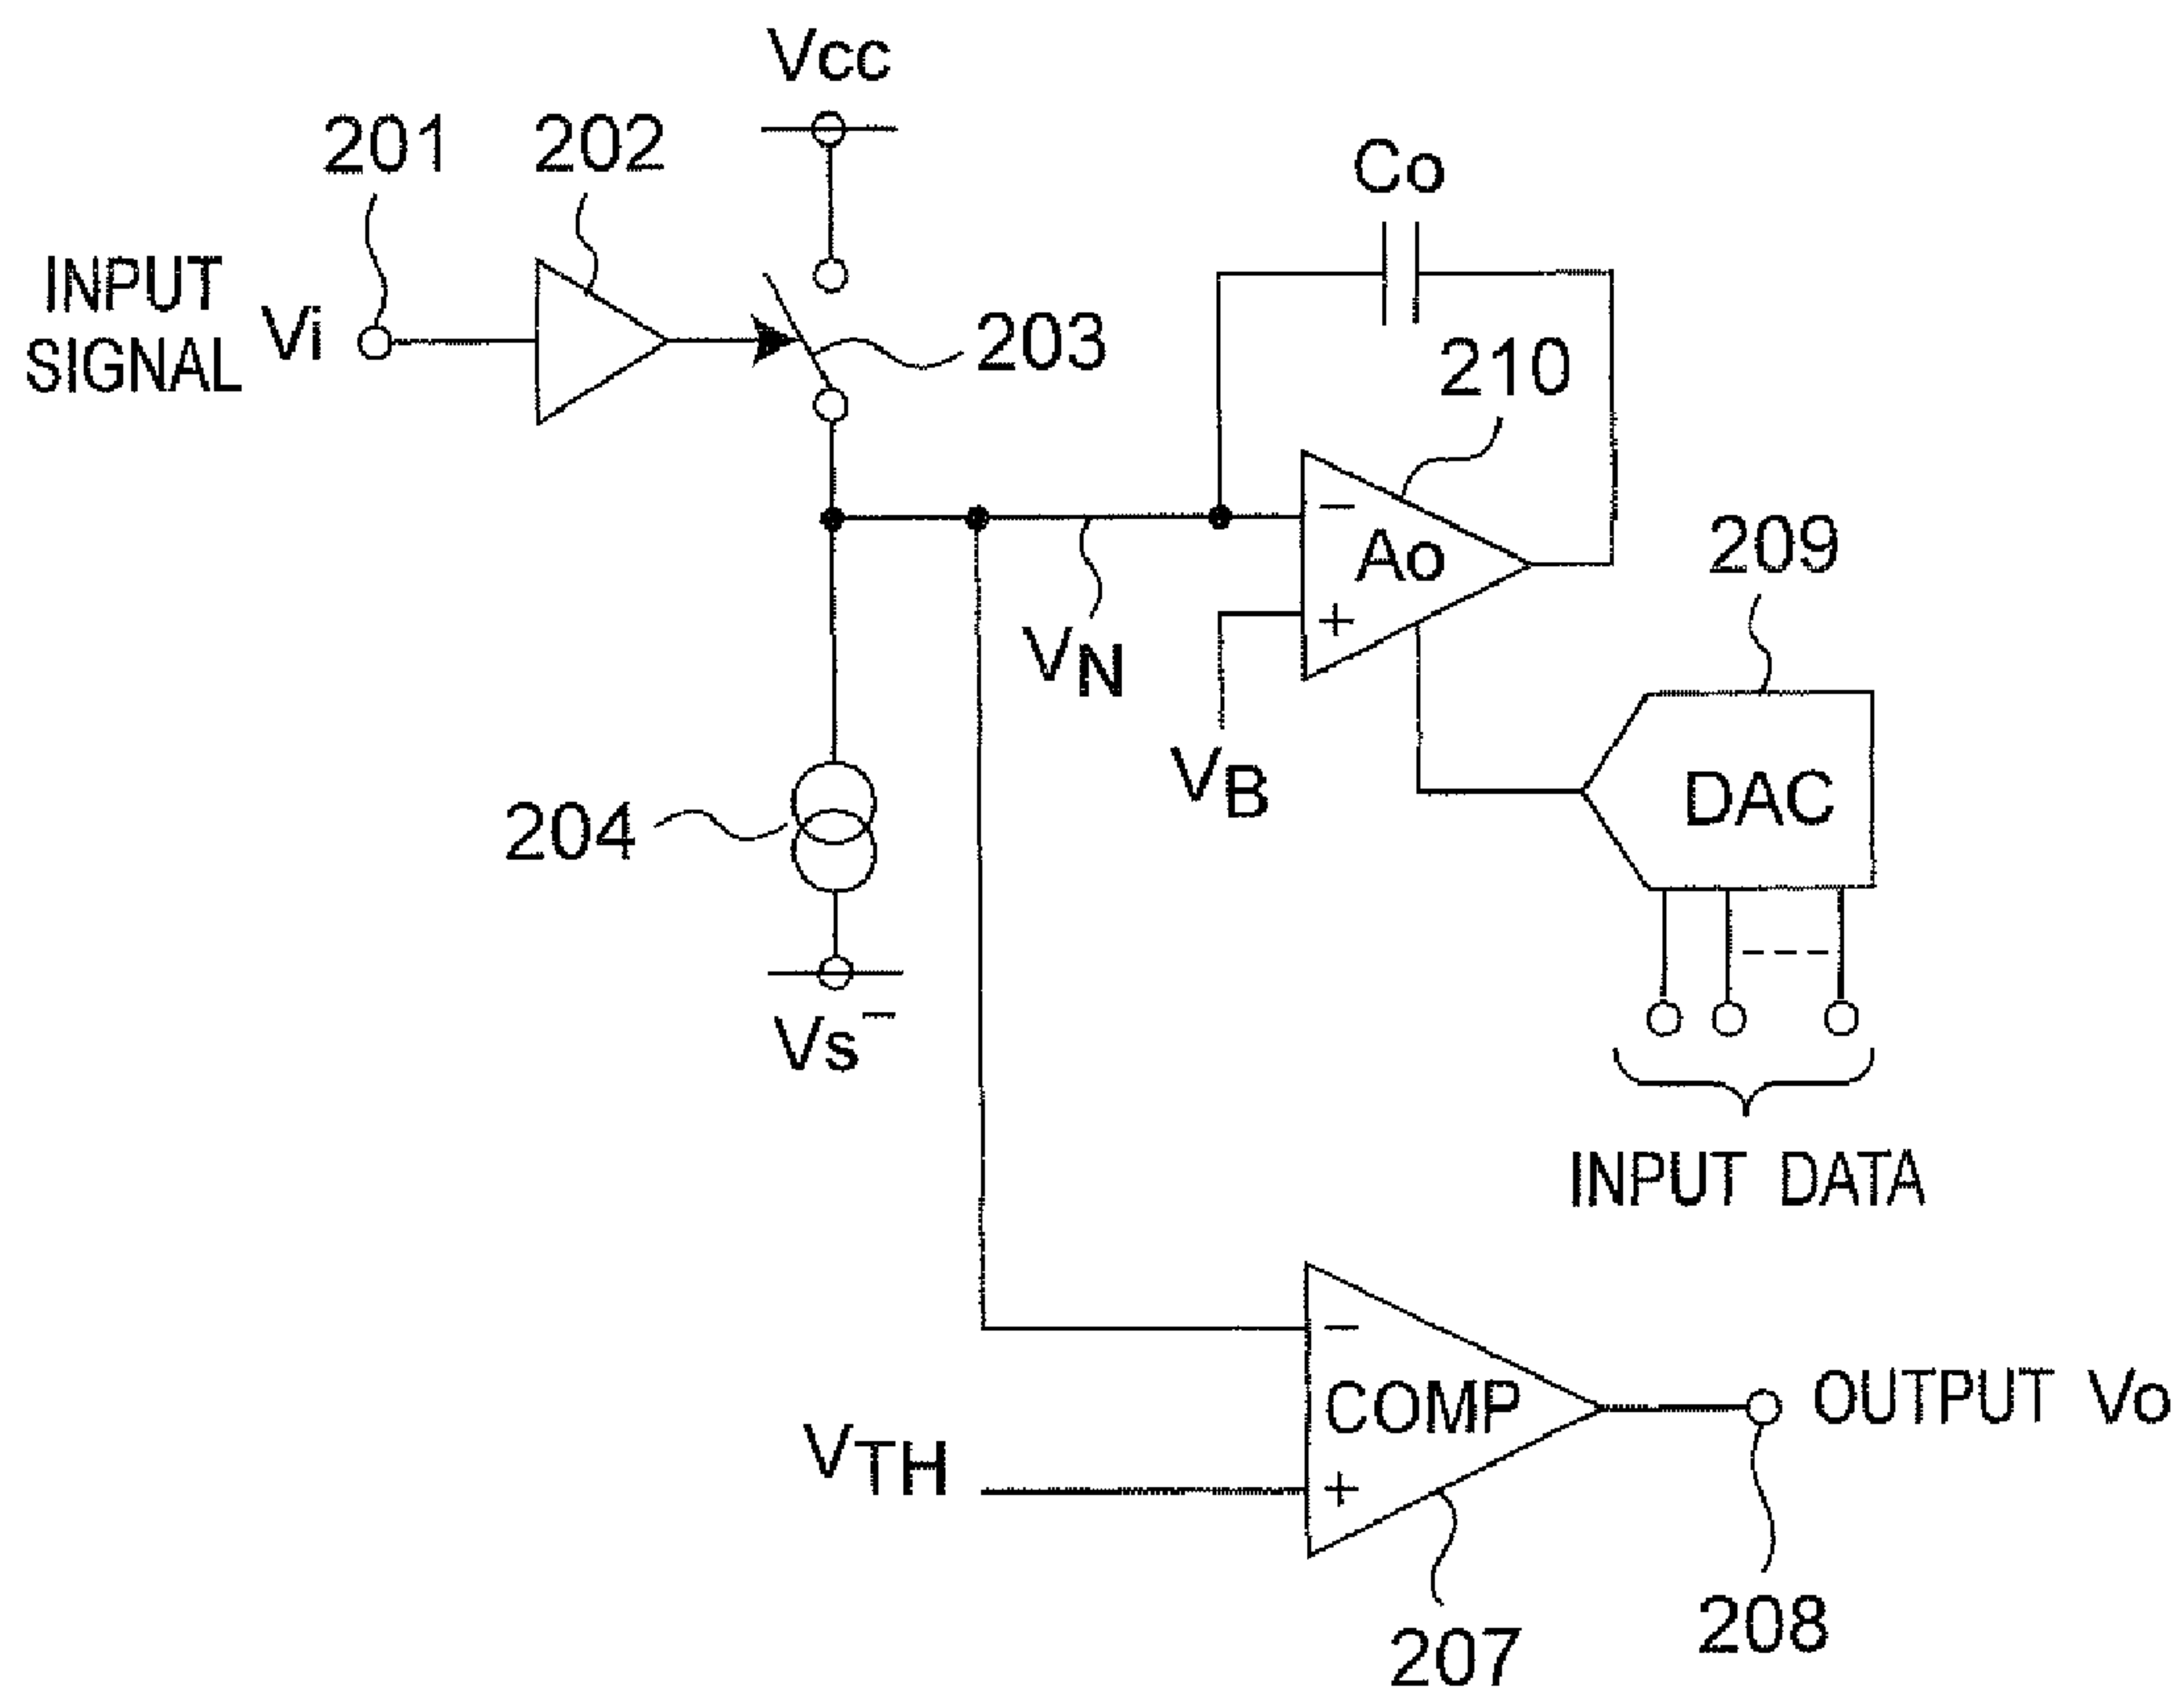 Vcc
201
202
Co
INPUT
SIGNAL
Vi
203
210
−
Ao
+
209
VN
VB
DAC
204
Vs−
INPUT DATA
−
COMP
+
OUTPUT Vo
VTH
208
207